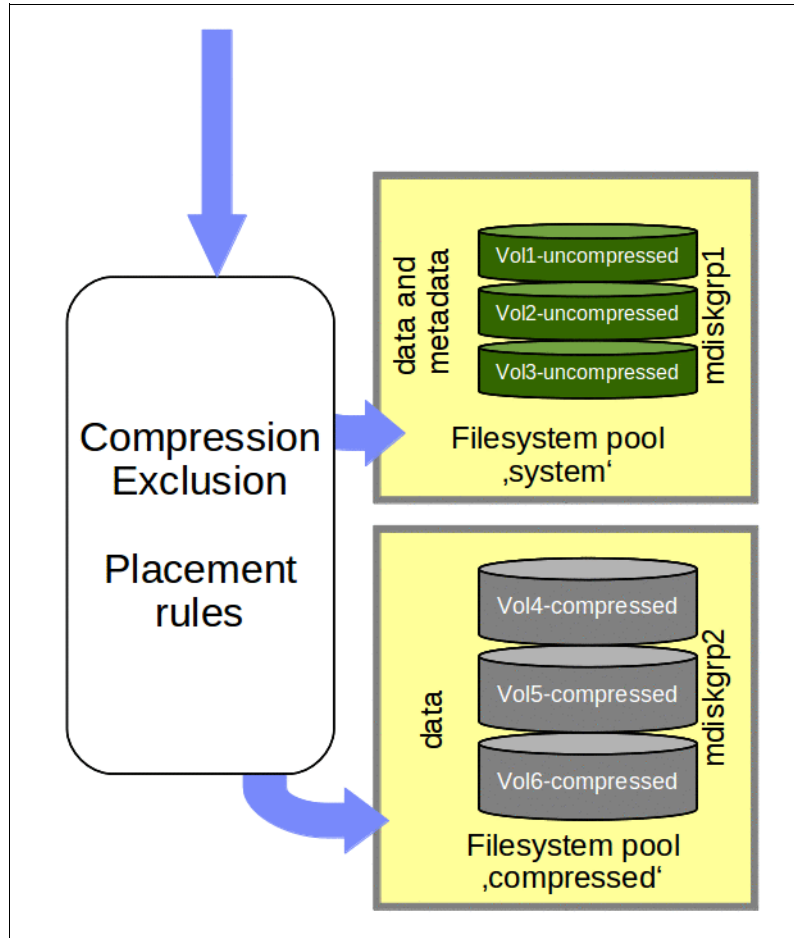 Compression
Exclusion
Placement
rules
data and
metadata
Vol1-uncompressed
Vol2-uncompressed
Vol3-uncompressed
mdiskgrp1
Filesystem pool
‚system‘
data
Vol4-compressed
Vol5-compressed
Vol6-compressed
mdiskgrp2
Filesystem pool
‚compressed‘